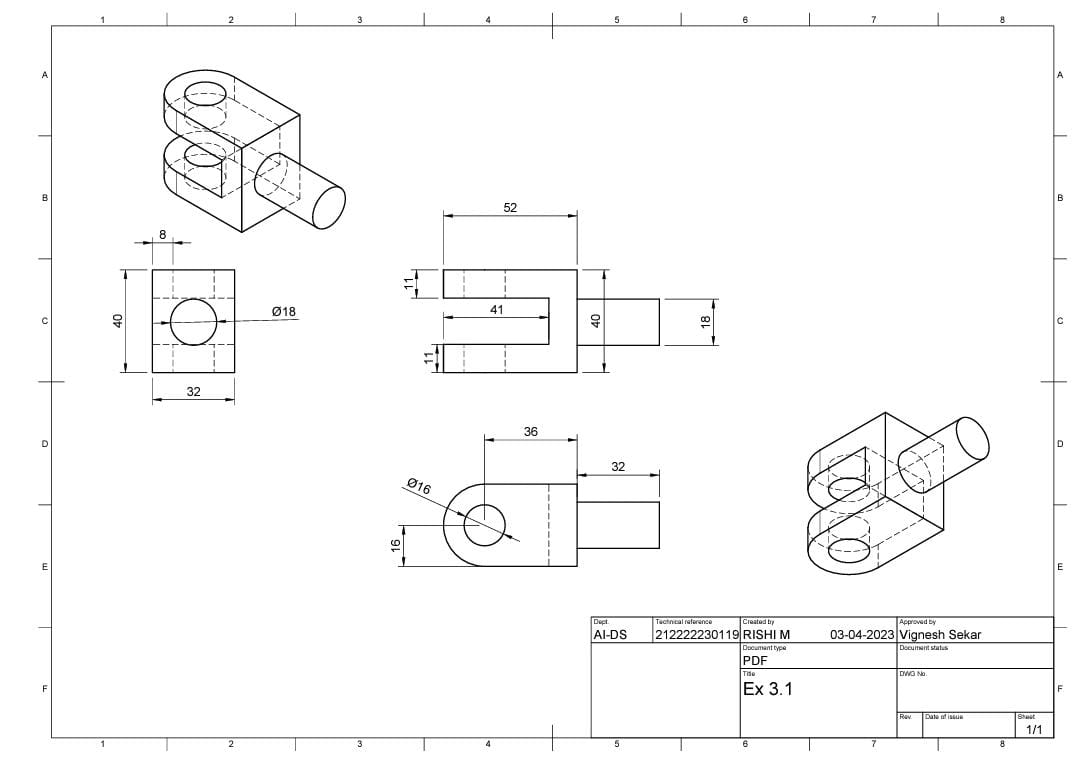 1 2 3 4 5 6 7 8
A A
B B
8
52
11
41
Ø18
40
40
18
C C
11
32
36
D D
32
Ø16
16
E E
Dept. Technical reference Created by Approved by
AI-DS 212222230119 RISHI M 03-04-2023 Vignesh Sekar
Document type Document status
PDF
Title DWG No.
Ex 3.1
F F
Rev. Date of issue Sheet
1/1
1 2 3 4 5 6 7 8